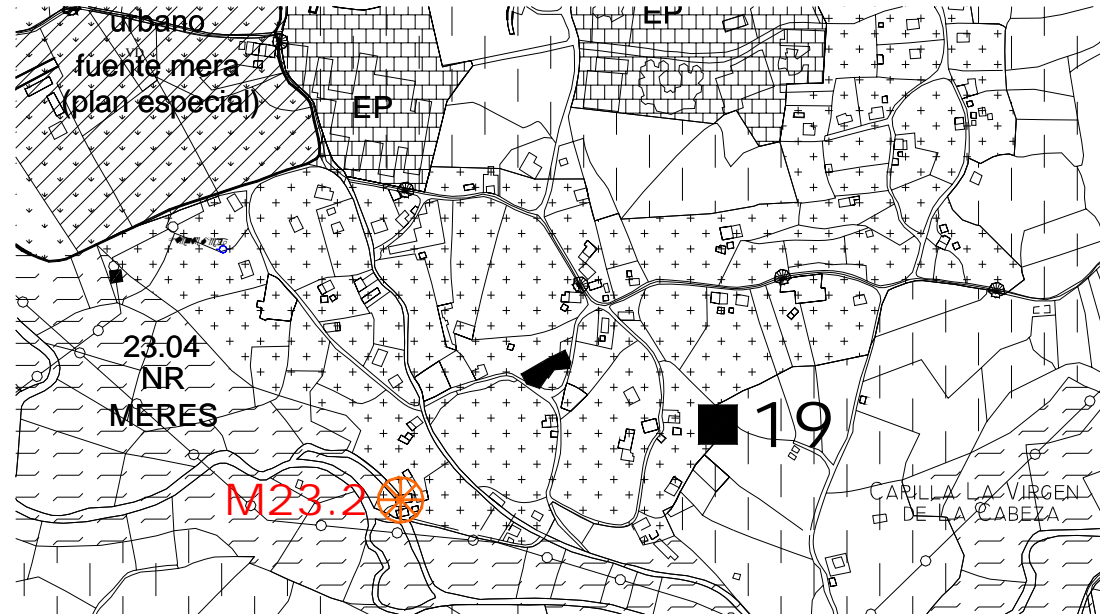 urbano
EP
fuente mera
(plan especial)
EP
23.04
NR
MERES
19
M23.2
CAPILLA LA VIRGEN
DE LA CABEZA